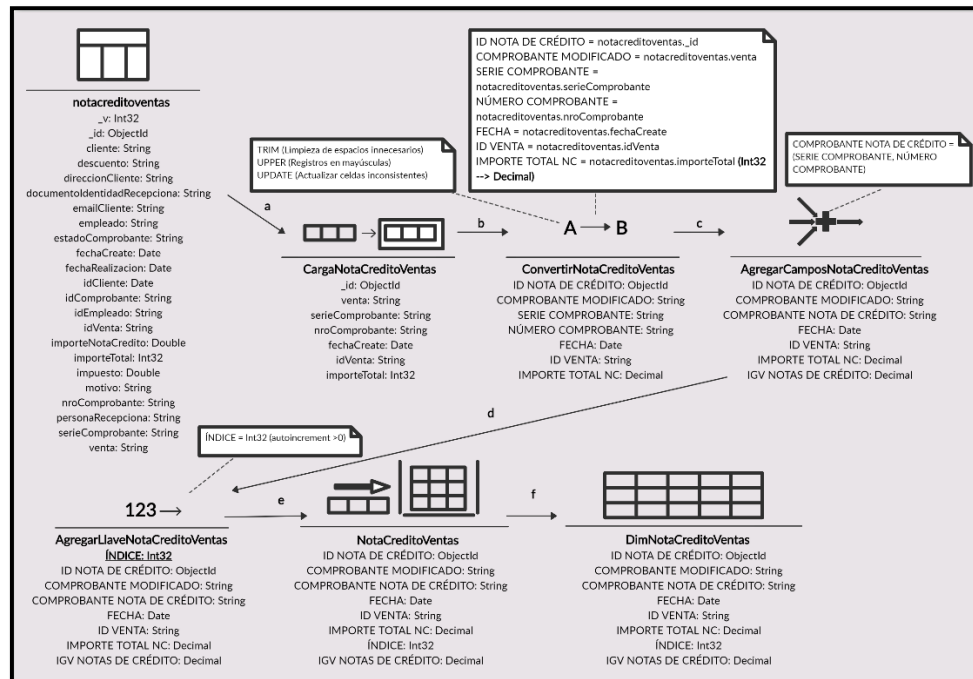 notacreditoventas
_v: Int32
_id: ObjectId
cliente: String
descuento: String
direccionCliente: String
documentoIdentidadRecepciona: String
emailCliente: String
empleado: String
estadoComprobante: String
fechaCreate: Date
fechaRealizacion: Date
idCliente: Date
idComprobante: String
idEmpleado: String
idVenta: String
importeNotaCredito: Double
importeTotal: Int32
impuesto: Double
motivo: String
nroComprobante: String
personaRecepciona: String
serieComprobante: String
venta: String
a
TRIM (Limpieza de espacios innecesarios)
UPPER (Registros en mayúsculas)
UPDATE (Actualizar celdas inconsistentes)
ID NOTA DE CRÉDITO = notacreditoventas._id
COMPROBANTE MODIFICADO = notacreditoventas.venta
SERIE COMPROBANTE =
notacreditoventas.serieComprobante
NÚMERO COMPROBANTE =
notacreditoventas.nroComprobante
FECHA = notacreditoventas.fechaCreate
ID VENTA = notacreditoventas.idVenta
IMPORTE TOTAL NC = notacreditoventas.importeTotal (Int32
--> Decimal)
COMPROBANTE NOTA DE CRÉDITO =
(SERIE COMPROBANTE, NÚMERO
COMPROBANTE)
CargaNotaCreditoVentas
_id: ObjectId
venta: String
serieComprobante: String
nroComprobante: String
fechaCreate: Date
idVenta: String
importeTotal: Int32
b
A B
ConvertirNotaCreditoVentas
ID NOTA DE CRÉDITO: ObjectId
COMPROBANTE MODIFICADO: String
SERIE COMPROBANTE: String
NÚMERO COMPROBANTE: String
FECHA: Date
ID VENTA: String
IMPORTE TOTAL NC: Decimal
c
AgregarCamposNotaCreditoVentas
ID NOTA DE CRÉDITO: ObjectId
COMPROBANTE MODIFICADO: String
COMPROBANTE NOTA DE CRÉDITO: String
FECHA: Date
ID VENTA: String
IMPORTE TOTAL NC: Decimal
IGV NOTAS DE CRÉDITO: Decimal
d
ÍNDICE = Int32 (autoincrement >0)
123
AgregarLlaveNotaCreditoVentas
ÍNDICE: Int32
ID NOTA DE CRÉDITO: ObjectId
COMPROBANTE MODIFICADO: String
COMPROBANTE NOTA DE CRÉDITO: String
FECHA: Date
ID VENTA: String
IMPORTE TOTAL NC: Decimal
IGV NOTAS DE CRÉDITO: Decimal
e
NotaCreditoVentas
ID NOTA DE CRÉDITO: ObjectId
COMPROBANTE MODIFICADO: String
COMPROBANTE NOTA DE CRÉDITO: String
FECHA: Date
ID VENTA: String
IMPORTE TOTAL NC: Decimal
ÍNDICE: Int32
IGV NOTAS DE CRÉDITO: Decimal
f
DimNotaCreditoVentas
ID NOTA DE CRÉDITO: ObjectId
COMPROBANTE MODIFICADO: String
COMPROBANTE NOTA DE CRÉDITO: String
FECHA: Date
ID VENTA: String
IMPORTE TOTAL NC: Decimal
ÍNDICE: Int32
IGV NOTAS DE CRÉDITO: Decimal